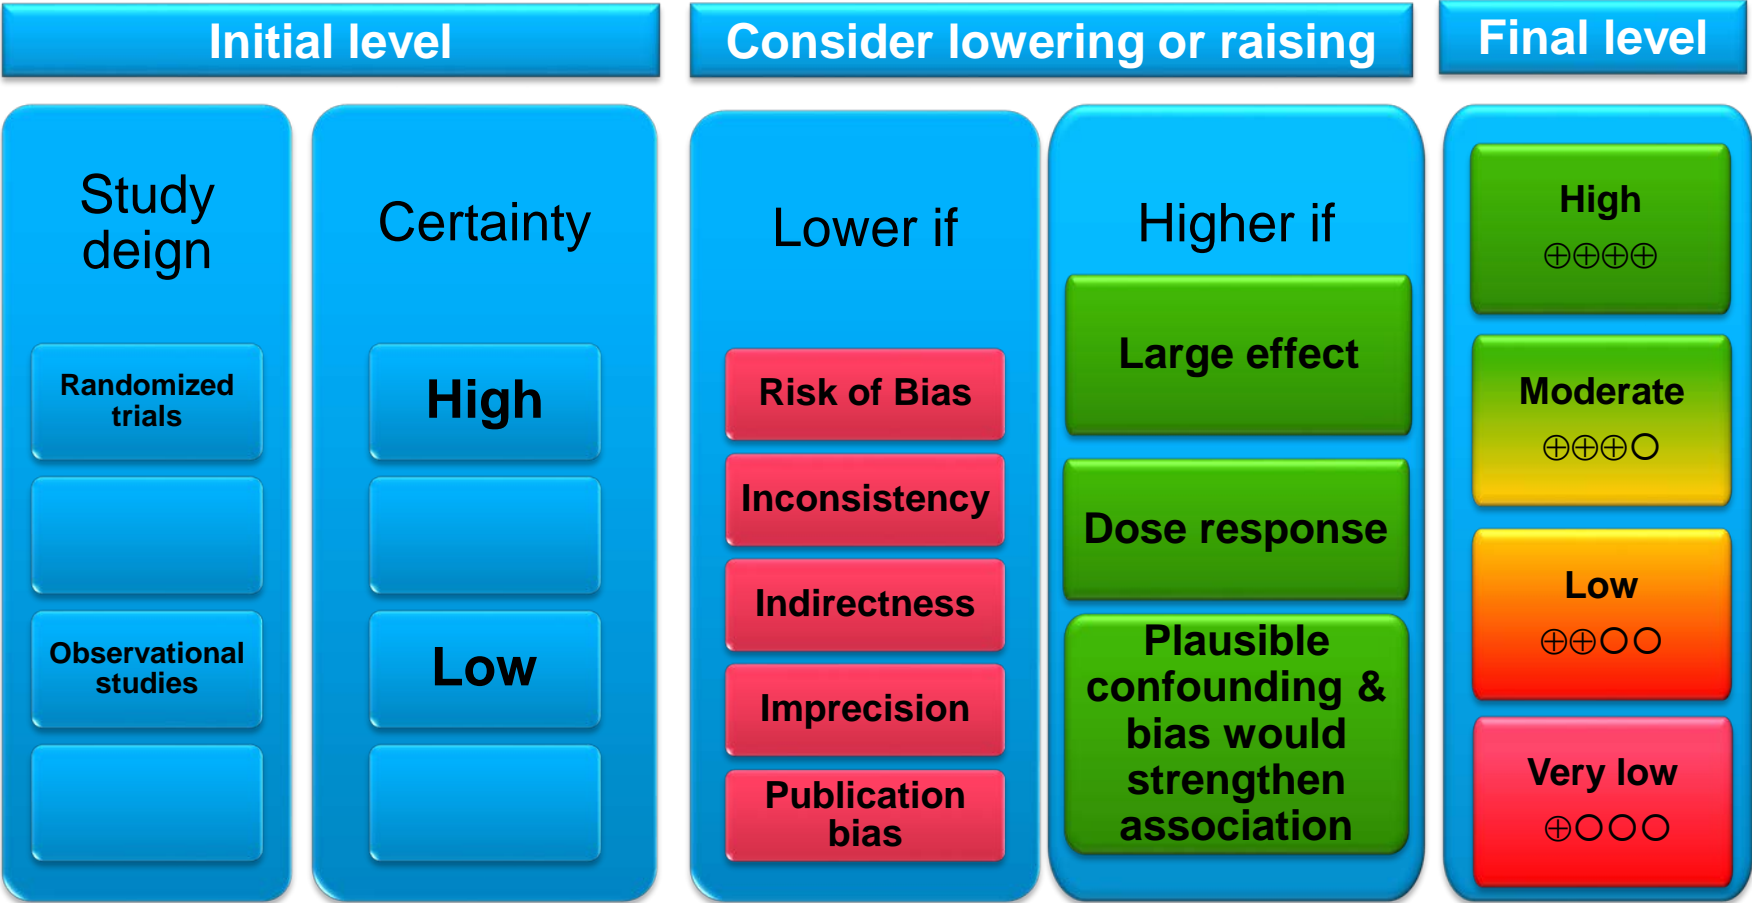 Initial level
Consider lowering or raising
Final level
Study
deign
Randomized
trials
Observational
studies
Certainty
High
Low
Lower if
Risk of Bias
Inconsistency
Indirectness
Imprecision
Publication
bias
Higher if
Large effect
Dose response
Plausible
confounding &
bias would
strengthen
association
High
⊕⊕⊕⊕
Moderate
⊕⊕⊕○
Low
⊕⊕○○
Very low
⊕○○○